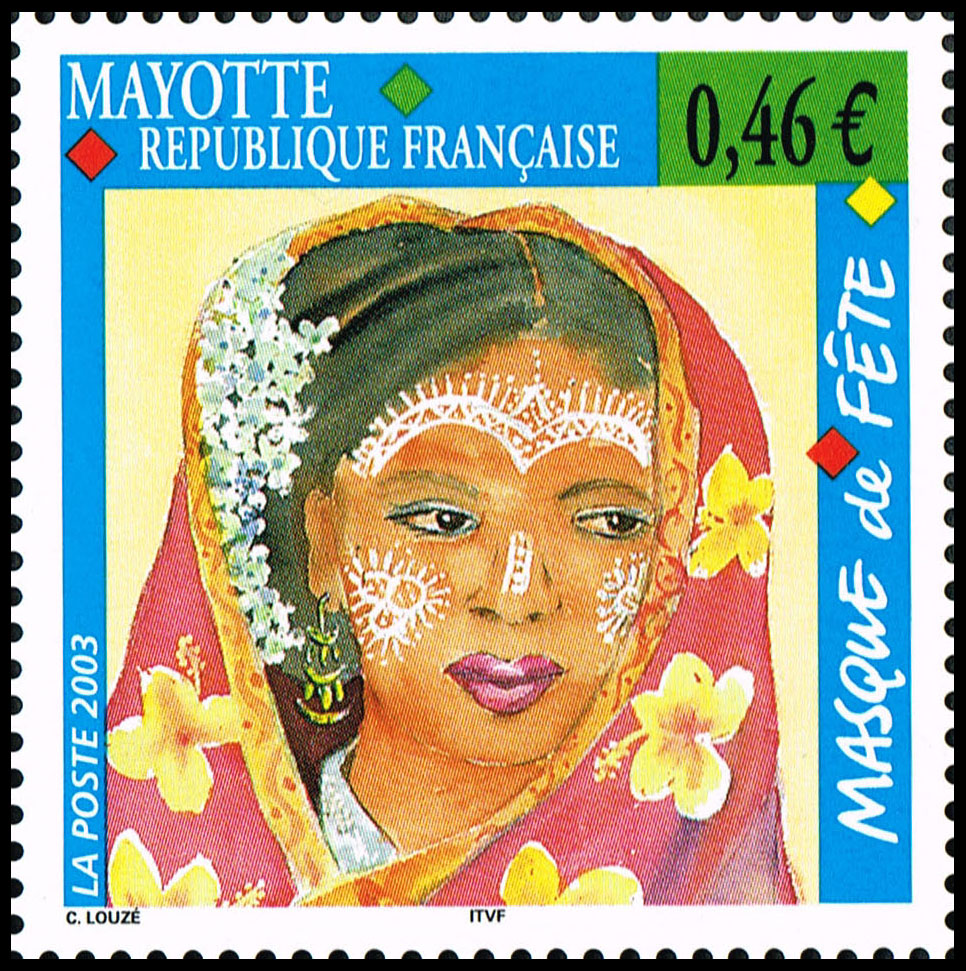 MAYOTTE
REPUBLIQUE FRANÇAISE
0,46 €
MASQUE de FÊTE
LA POSTE 2003
C. LOUZÉ
ITVF